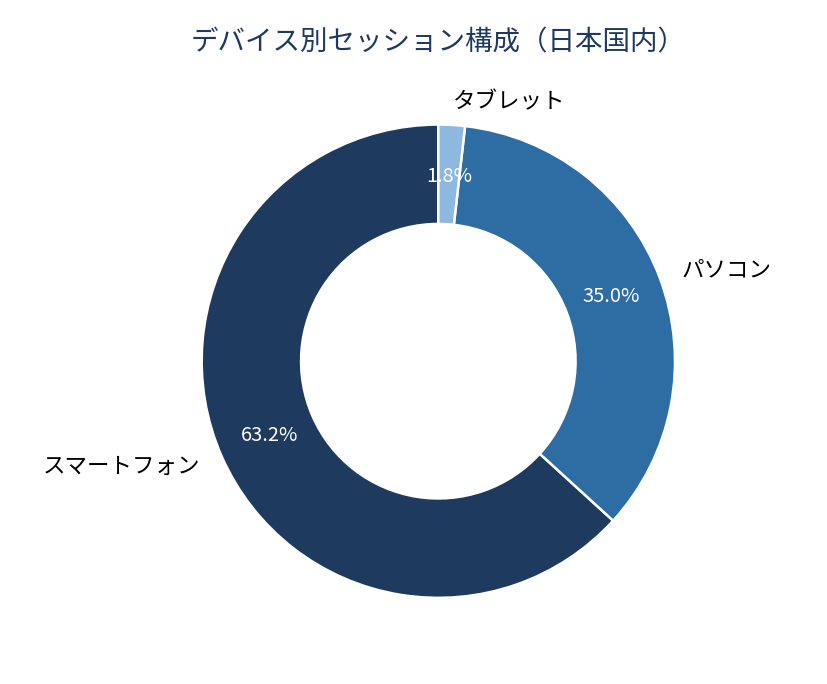 デバイス別セッション構成（日本国内）
タブレット
1.8%
パソコン
35.0%
63.2%
スマートフォン